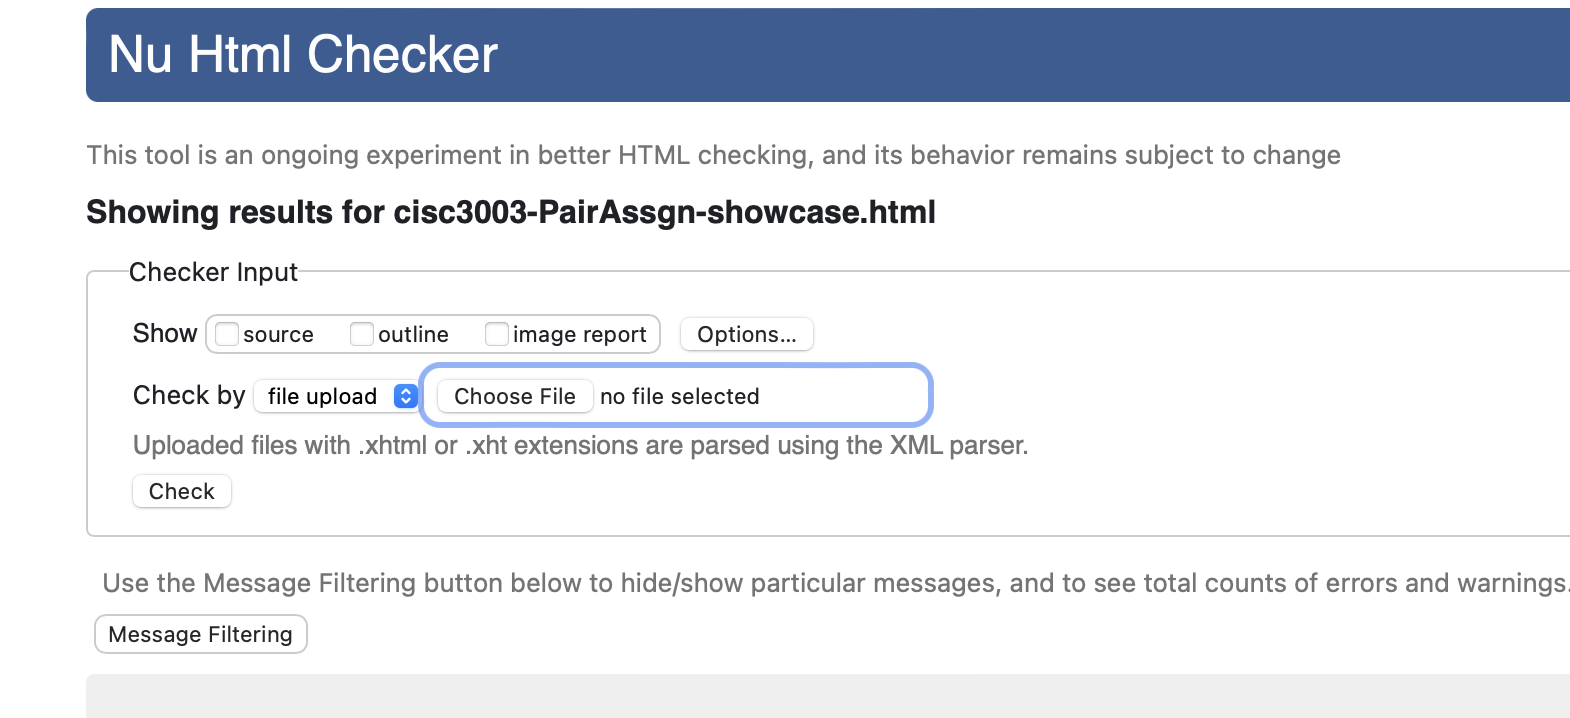 Nu Html Checker
This tool is an ongoing experiment in better HTML checking, and its behavior remains subject to change
Showing results for cisc3003-PairAssgn-showcase.html
Checker Input
Show source outline image report Options...
Check by file upload Choose File no file selected
Uploaded files with .xhtml or .xht extensions are parsed using the XML parser.
Check
Use the Message Filtering button below to hide/show particular messages, and to see total counts of errors and warnings.
Message Filtering